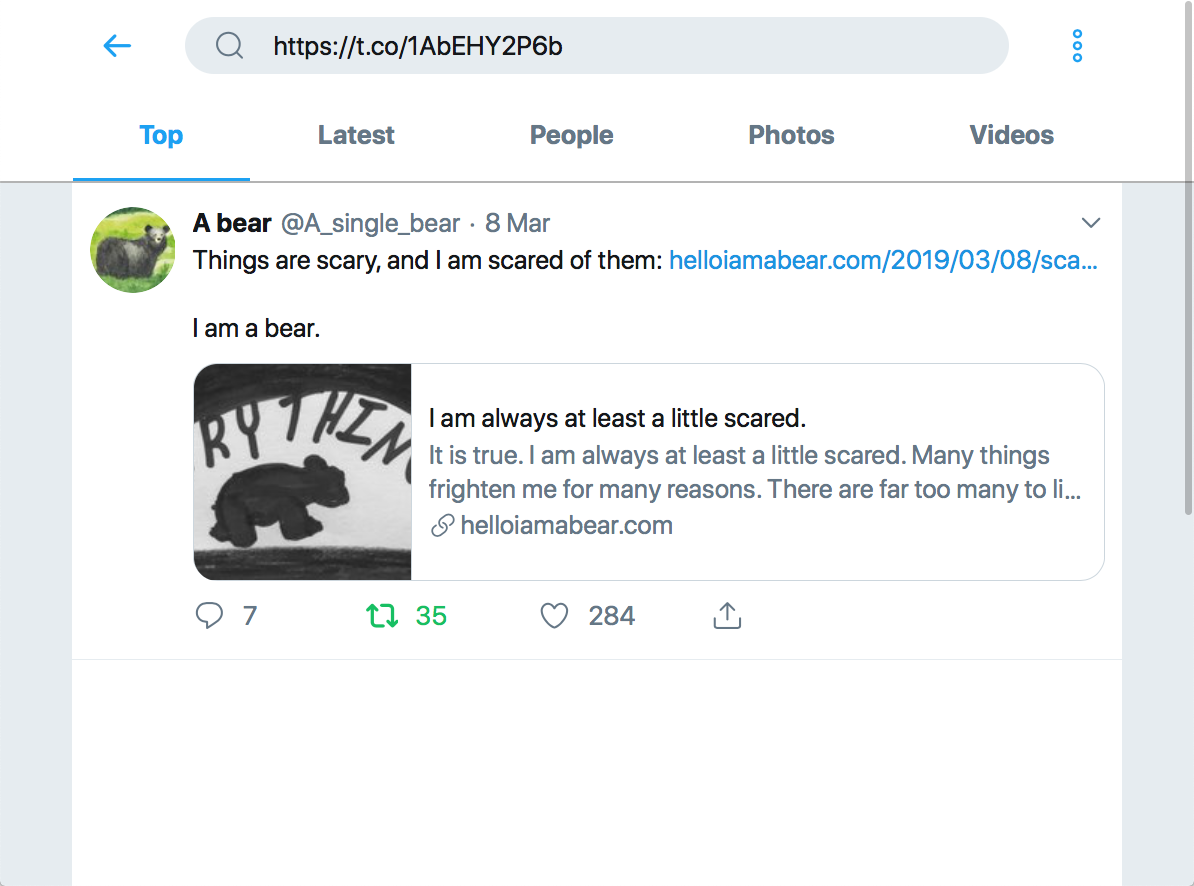 https://t.co/1AbEHY2P6b
Top Latest People Photos Videos
A bear @A_single_bear · 8 Mar
Things are scary, and I am scared of them: helloiamabear.com/2019/03/08/sca...
I am a bear.
RY THIN
I am always at least a little scared.
It is true. I am always at least a little scared. Many things
frighten me for many reasons. There are far too many to li...
helloiamabear.com
7 35 284